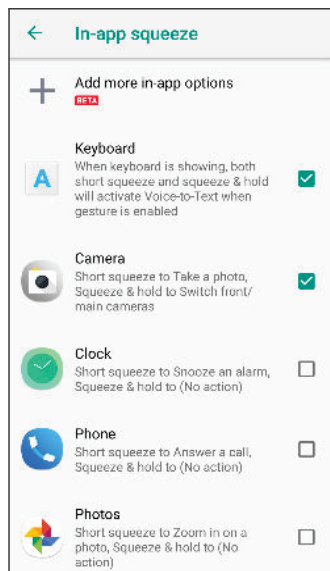 In-app squeeze
Add more in-app options
BETA
Keyboard
When keyboard is showing, both
short squeeze and squeeze & hold
will activate Voice-to-Text when
gesture is enabled
A
Camera
Short squeeze to Take a photo,
Squeeze & hold to Switch front/
main cameras
Clock
Short squeeze to Snooze an alarm,
Squeeze & hold to (No action)
Phone
Short squeeze to Answer a call,
Squeeze & hold to (No action)
Photos
Short squeeze to Zoom in on a
photo, Squeeze & hold to (No
action)